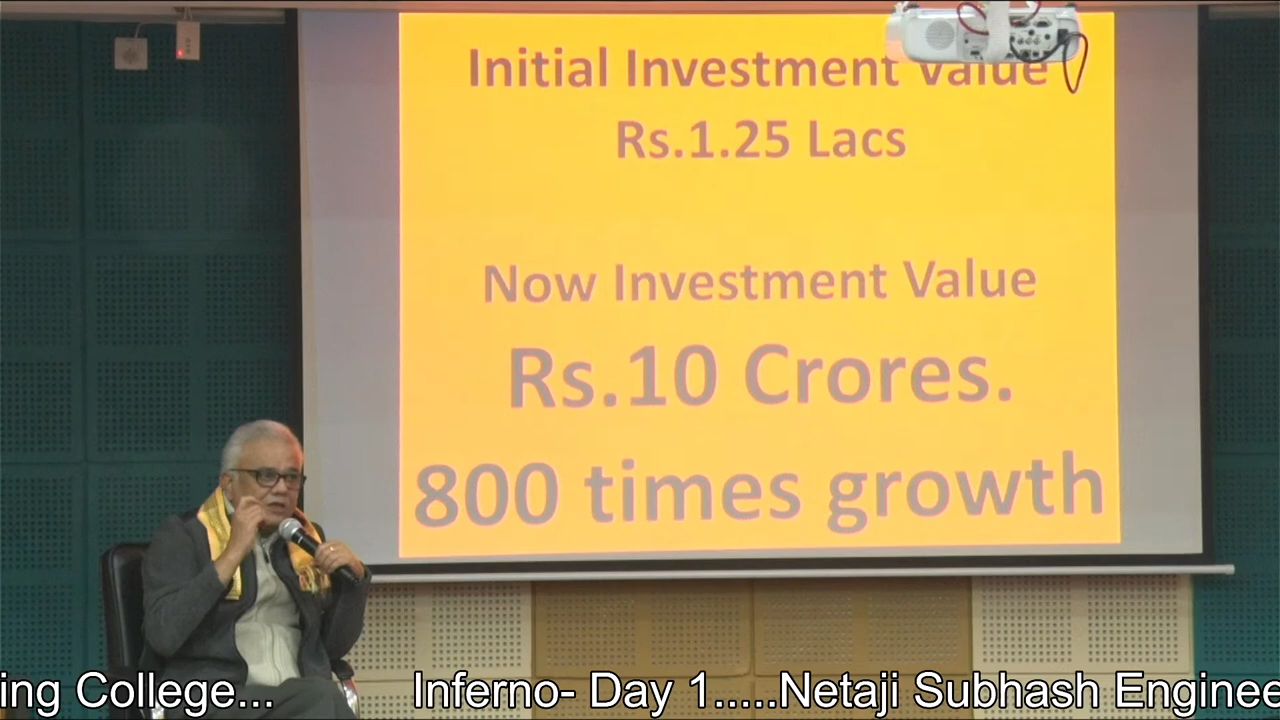 Initial Investment Value
Rs.1.25 Lacs
Now Investment Value
Rs.10 Crores.
800 times growth
ing College... Inferno- Day 1.....Netaji Subhash Enginee